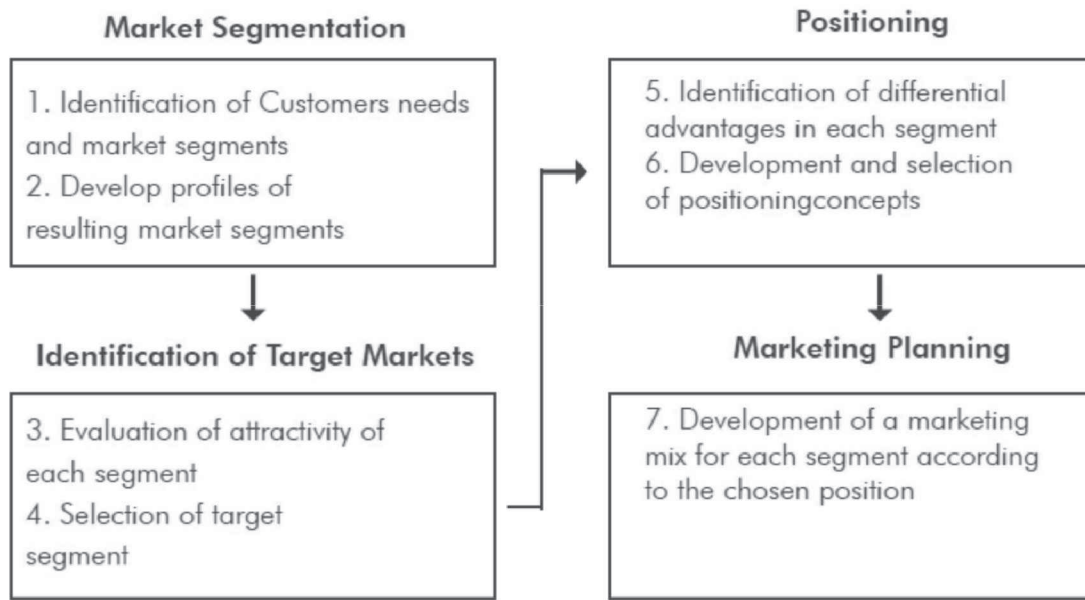 Market Segmentation
1. Identification of Customers needs
and market segments
2. Develop profiles of
resulting market segments
Identification of Target Markets
3. Evaluation of attractivity of
each segment
4. Selection of target
segment
Positioning
5. Identification of differential
advantages in each segment
6. Development and selection
of positioningconcepts
Marketing Planning
7. Development of a marketing
mix for each segment according
to the chosen position